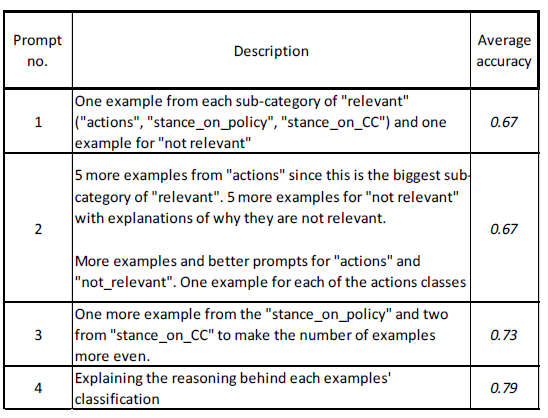 Prompt no.
Description
Average accuracy
1
One example from each sub-category of "relevant"
("actions", "stance_on_policy", "stance_on_CC") and one
example for "not relevant"
0.67
2
5 more examples from "actions" since this is the biggest sub-
category of "relevant". 5 more examples for "not relevant"
with explanations of why they are not relevant.
More examples and better prompts for "actions" and
"not_relevant". One example for each of the actions classes
0.67
3
One more example from the "stance_on_policy" and two
from "stance_on_CC" to make the number of examples
more even.
0.73
4
Explaining the reasoning behind each examples'
classification
0.79